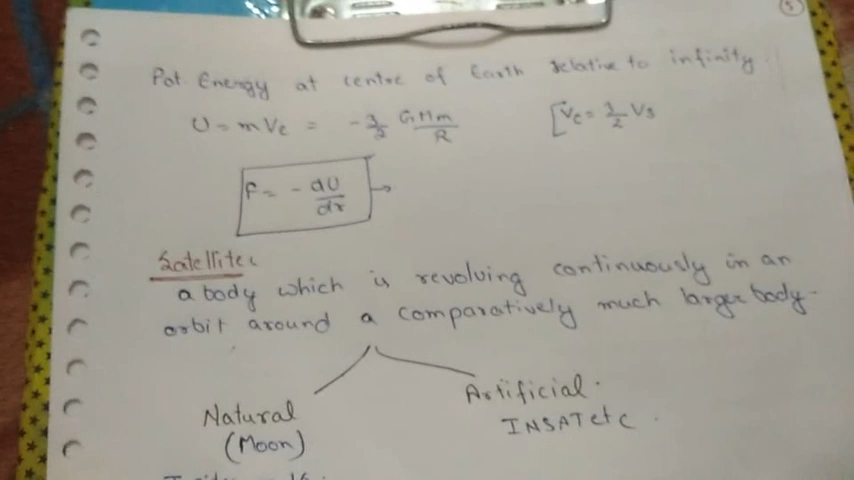 5
Pot Energy at centre of Earth relative to infinity
U = mVc = -3/2 GMm/R [Vc = 3/2 Vs
F = - dU/dr →
Satellite:
a body which is revolving continuously in an
orbit around a comparatively much larger body-
Natural Artificial.
(Moon) INSAT etc.